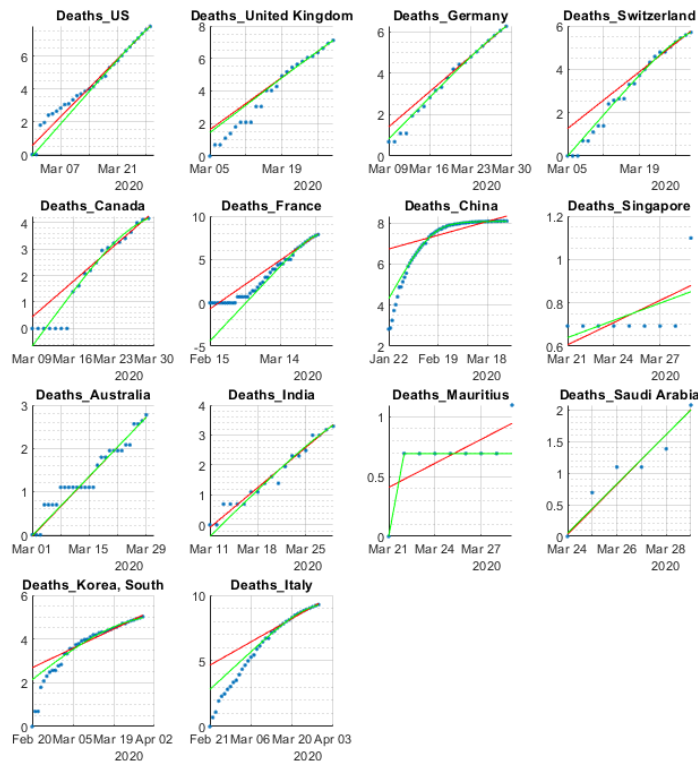 Deaths_US
6
4
2
0
Mar 07 Mar 21
2020
Deaths_United Kingdom
8
6
4
2
0
Mar 05 Mar 19
2020
Deaths_Germany
6
4
2
0
Mar 09 Mar 16 Mar 23 Mar 30
2020
Deaths_Switzerland
6
4
2
0
Mar 05 Mar 19
2020
Deaths_Canada
4
3
2
1
0
Mar 09 Mar 16 Mar 23 Mar 30
2020
Deaths_France
10
5
0
-5
Feb 15 Mar 14
2020
Deaths_China
8
6
4
2
Jan 22 Feb 19 Mar 18
2020
Deaths_Singapore
1.2
1
0.8
0.6
Mar 21 Mar 24 Mar 27
2020
Deaths_Australia
3
2
1
0
Mar 01 Mar 15 Mar 29
2020
Deaths_India
4
3
2
1
0
Mar 11 Mar 18 Mar 25
2020
Deaths_Mauritius
1
0.5
0
Mar 21 Mar 24 Mar 27
2020
Deaths_Saudi Arabia
2
1.5
1
0.5
0
Mar 24 Mar 26 Mar 28
2020
Deaths_Korea, South
6
4
2
0
Feb 20 Mar 05 Mar 19 Apr 02
2020
Deaths_Italy
10
5
0
Feb 21 Mar 06 Mar 20 Apr 03
2020